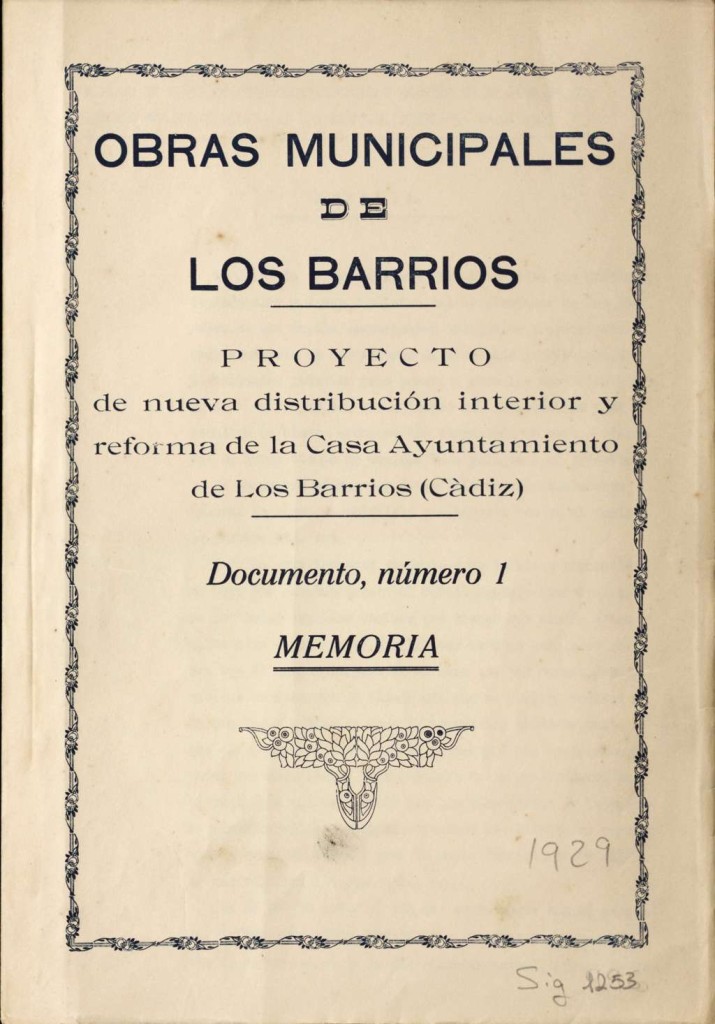 OBRAS MUNICIPALES
DE
LOS BARRIOS
PROYECTO
de nueva distribución interior y
reforma de la Casa Ayuntamiento
de Los Barrios (Càdiz)
Documento, número 1
MEMORIA
1929
Sig 1253